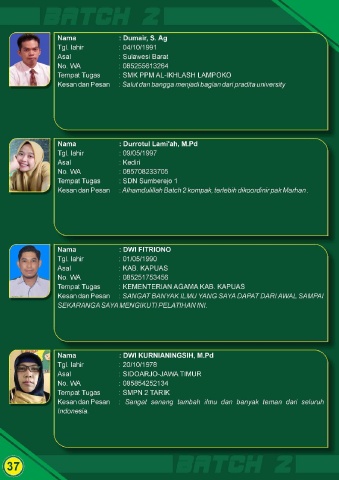 BATCH 2
Nama : Dumair, S. Ag
Tgl. lahir : 04/10/1991
Asal : Sulawesi Barat
No. WA : 085255613264
Tempat Tugas : SMK PPM AL-IKHLASH LAMPOKO
Kesan dan Pesan : Salut dan bangga menjadi bagian dari pradita university
Nama : Durrotul Lami'ah, M.Pd
Tgl. lahir : 09/05/1997
Asal : Kediri
No. WA : 085708233705
Tempat Tugas : SDN Sumberejo 1
Kesan dan Pesan : Alhamdulillah Batch 2 kompak, terlebih dikoordinir pak Marhan .
Nama : DWI FITRIONO
Tgl. lahir : 01/05/1990
Asal : KAB. KAPUAS
No. WA : 085251753456
Tempat Tugas : KEMENTERIAN AGAMA KAB. KAPUAS
Kesan dan Pesan : SANGAT BANYAK ILMU YANG SAYA DAPAT DARI AWAL SAMPAI
SEKARANGA SAYA MENGIKUTI PELATIHAN INI.
Nama : DWI KURNIANINGSIH, M.Pd
Tgl. lahir : 20/10/1978
Asal : SIDOARJO-JAWA TIMUR
No. WA : 085854252134
Tempat Tugas : SMPN 2 TARIK
Kesan dan Pesan : Sangat senang tambah ilmu dan banyak teman dari seluruh
Indonesia.
37
BATCH 2